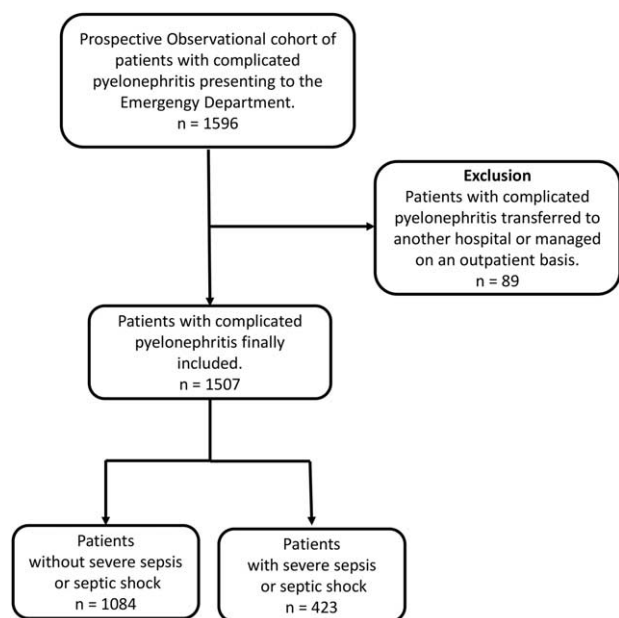 Prospective Observational cohort of
patients with complicated
pyelonephritis presenting to the
Emergengy Department.
n = 1596
Exclusion
Patients with complicated
pyelonephritis transferred to
another hospital or managed
on an outpatient basis.
n = 89
Patients with complicated
pyelonephritis finally
included.
n = 1507
Patients
without severe sepsis
or septic shock
n = 1084
Patients
with severe sepsis
or septic shock
n = 423